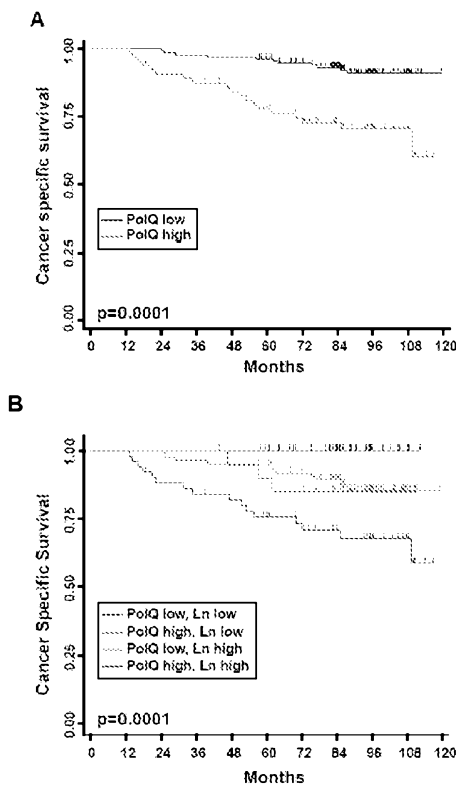 A
Cancer specific survival
1.00
0.75
0.50
0.25
0.00
PolQ low
PolQ high
p=0.0001
0 12 24 36 48 60 72 84 96 108 120
Months
B
Cancer Specific Survival
1.00
0.75
0.50
0.25
0.00
PolQ low, Ln low
PolQ high, Ln low
PolQ low, Ln high
PolQ high, Ln high
p=0.0001
0 12 24 36 48 60 72 84 96 108 120
Months